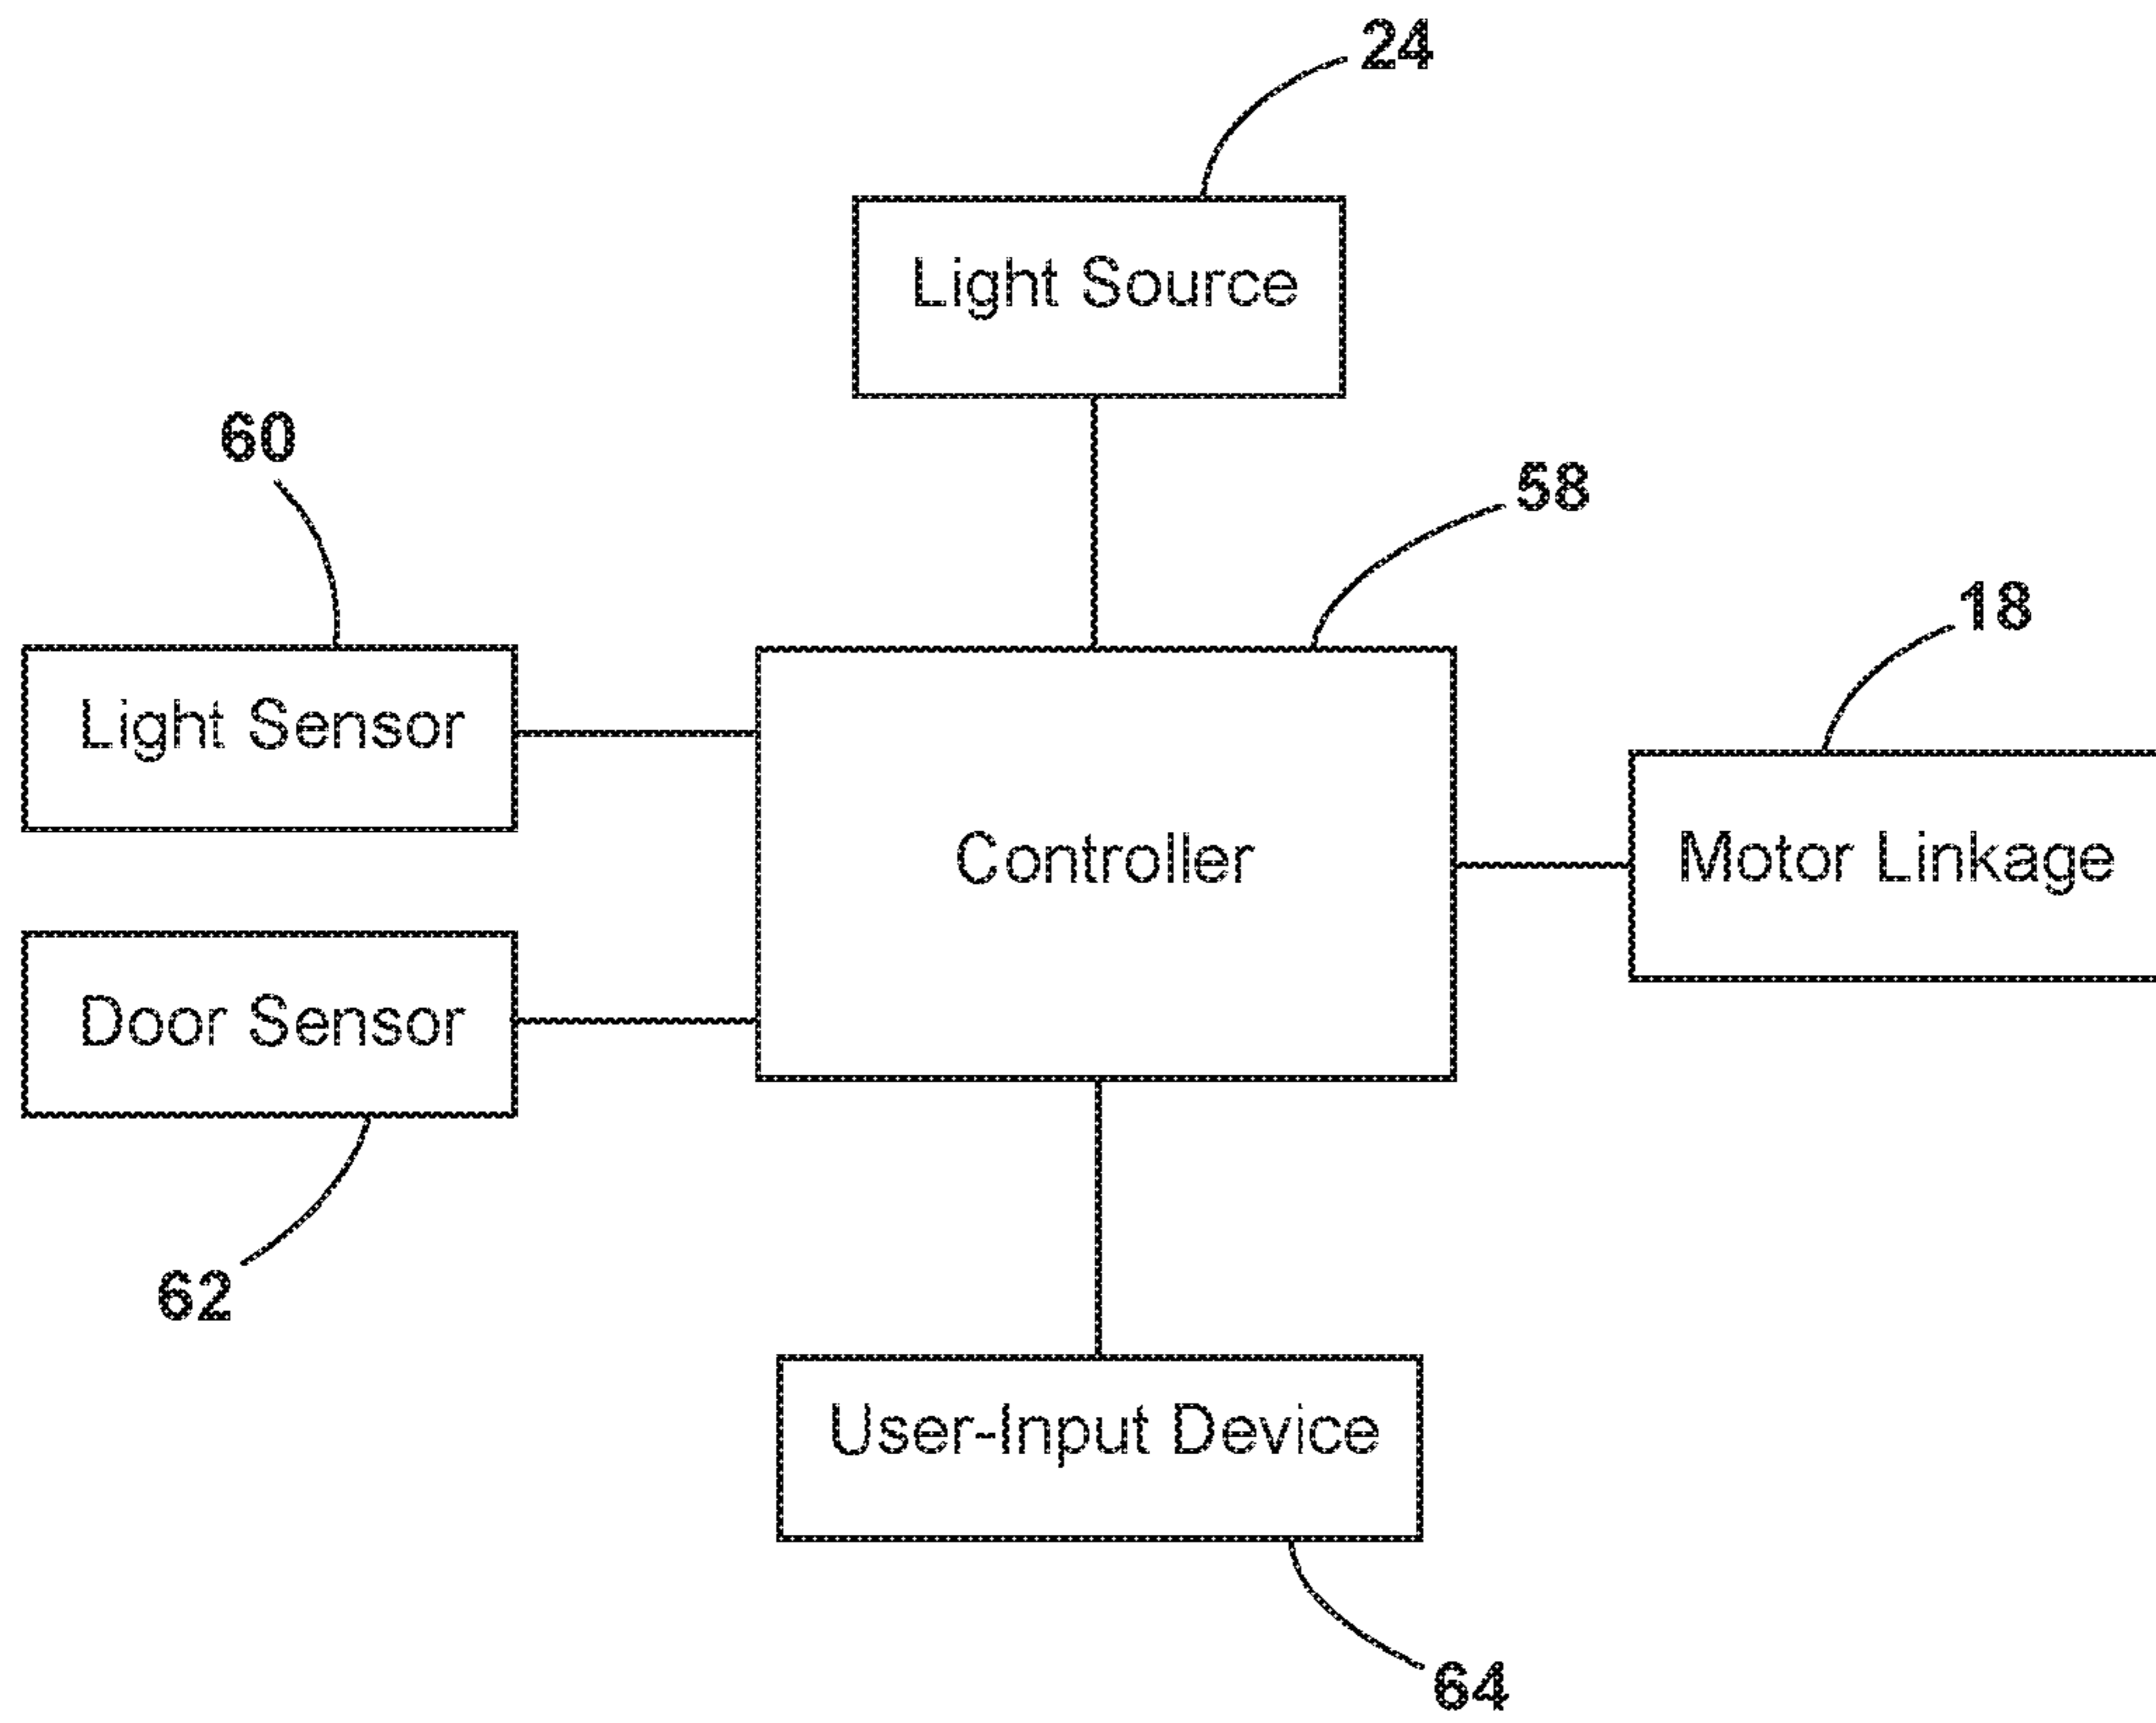 24
Light Source
60
58
18
Light Sensor
Controller
Motor Linkage
Door Sensor
62
User-Input Device
64